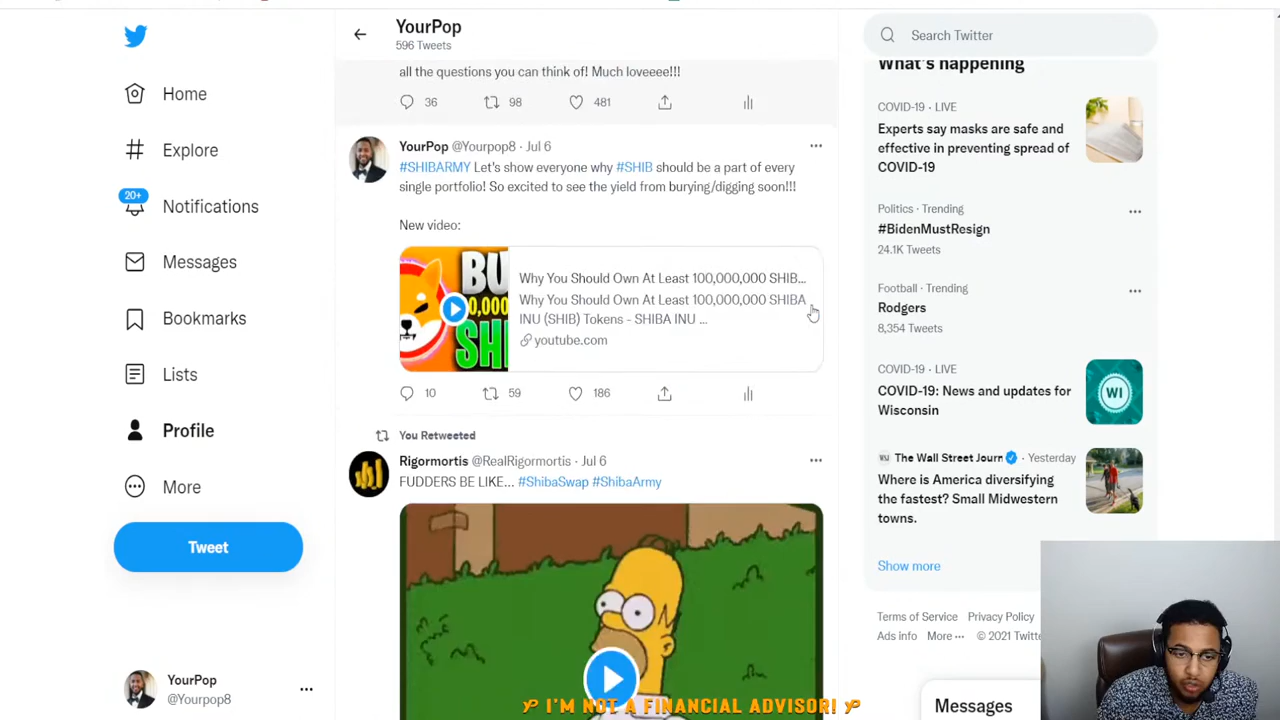 YourPop
596 Tweets
Search Twitter
Home
Explore
20+
Notifications
Messages
Bookmarks
Lists
Profile
More
Tweet
YourPop
@Yourpop8
all the questions you can think of! Much loveeee!!!
36 98 481
YourPop @Yourpop8 · Jul 6
#SHIBARMY Let's show everyone why #SHIB should be a part of every
single portfolio! So excited to see the yield from burying/digging soon!!!
New video:
BU
0,000
SHI
Why You Should Own At Least 100,000,000 SHIB...
Why You Should Own At Least 100,000,000 SHIBA
INU (SHIB) Tokens - SHIBA INU ...
youtube.com
10 59 186
You Retweeted
Rigormortis @RealRigormortis · Jul 6
FUDDERS BE LIKE... #ShibaSwap #ShibaArmy
What's happening
COVID-19 · LIVE
Experts say masks are safe and
effective in preventing spread of
COVID-19
Politics · Trending
#BidenMustResign
24.1K Tweets
Football · Trending
Rodgers
8,354 Tweets
COVID-19 · LIVE
COVID-19: News and updates for
Wisconsin
WI
WSJ The Wall Street Journ · Yesterday
Where is America diversifying
the fastest? Small Midwestern
towns.
Show more
Terms of Service Privacy Policy
Ads info More ··· © 2021 Twitte
Messages
I'M NOT A FINANCIAL ADVISOR!